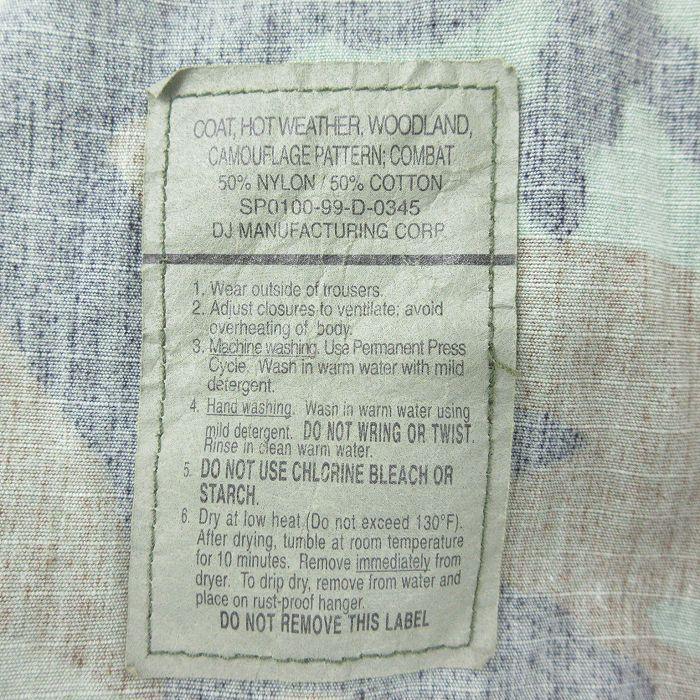 COAT, HOT WEATHER, WOODLAND,
CAMOUFLAGE PATTERN; COMBAT
50% NYLON / 50% COTTON
SP0100-99-D-0345
DJ MANUFACTURING CORP.
1. Wear outside of trousers.
2. Adjust closures to ventilate; avoid
overheating of body.
3. Machine washing. Use Permanent Press
Cycle. Wash in warm water with mild
detergent.
4. Hand washing. Wash in warm water using
mild detergent. DO NOT WRING OR TWIST.
Rinse in clean warm water.
5. DO NOT USE CHLORINE BLEACH OR
STARCH.
6. Dry at low heat (Do not exceed 130°F).
After drying, tumble at room temperature
for 10 minutes. Remove immediately from
dryer. To drip dry, remove from water and
place on rust-proof hanger.
DO NOT REMOVE THIS LABEL